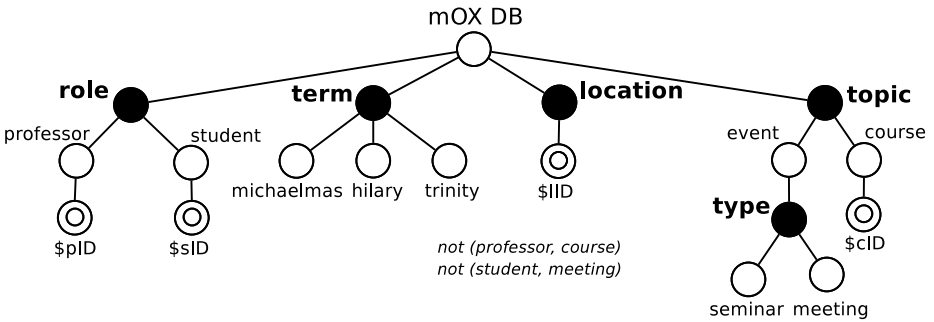 mOX DB
role
term
location
topic
professor
student
event
course
michaelmas
hilary
trinity
$lID
type
$pID
$sID
$cID
not (professor, course)
not (student, meeting)
seminar
meeting